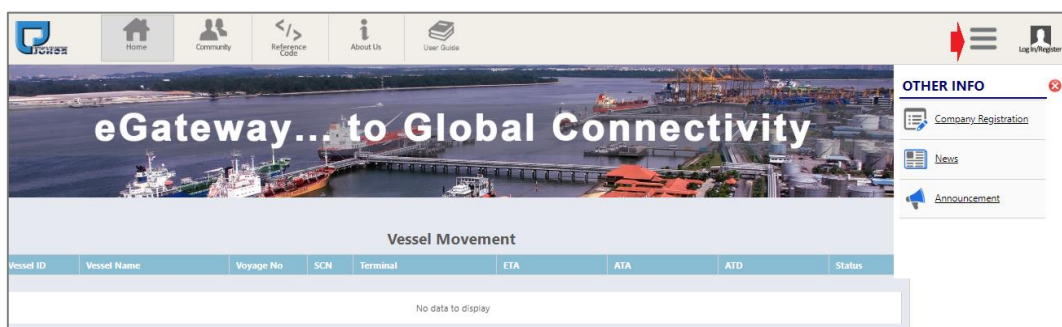 JOHOR
Home
Community
</>
Reference
Code
About Us
User Guide
Log In/Register
eGateway... to Global Connectivity
OTHER INFO
Company Registration
News
Announcement
Vessel Movement
Vessel ID Vessel Name Voyage No SCN Terminal ETA ATA ATD Status
No data to display